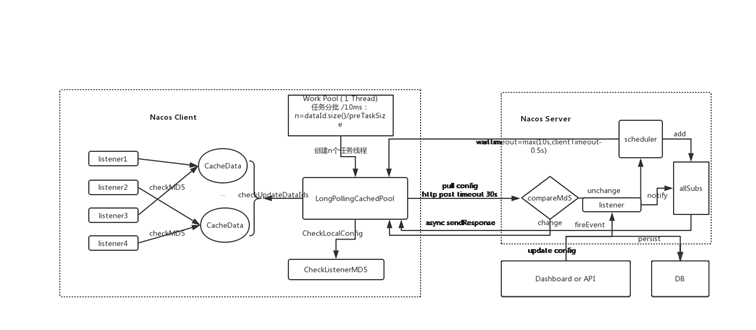 Work Pool ( 1 Thread)
任务分批 /10ms :
n=dataId.size()/preTaskSiz
e
Nacos Client
Nacos Server
scheduler
add
waitTimeout=max(10s,clientTimeout-
0.5s)
创建n个任务线程
listener1
CacheData
listener2
checkMD5
checkUpdateDataIds
LongPollingCachedPool
pull config
http post timeout 30s
compareMd5
unchange
listener
notify
allSubs
listener3
CacheData
async sendResponse
change
fireEvent
checkMD5
CheckLocalConfig
listener4
persist
update config
CheckListenerMD5
Dashboard or API
DB